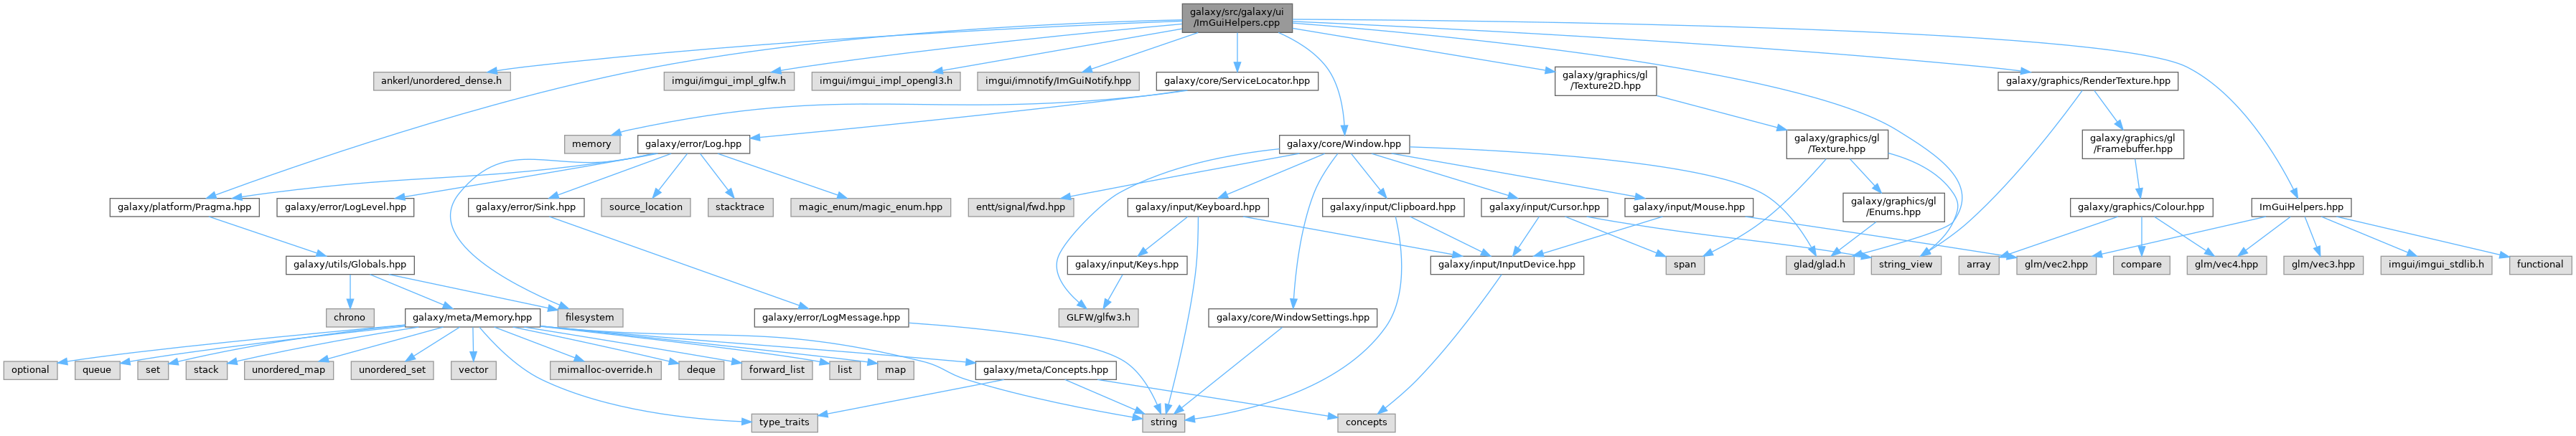 galaxy/src/galaxy/ui
/ImGuiHelpers.cpp
ankerl/unordered_dense.h
imgui/imgui_impl_glfw.h
imgui/imgui_impl_opengl3.h
imgui/imnotify/ImGuiNotify.hpp
galaxy/core/ServiceLocator.hpp
galaxy/graphics/gl
/Texture2D.hpp
galaxy/graphics/RenderTexture.hpp
memory
galaxy/error/Log.hpp
galaxy/core/Window.hpp
galaxy/graphics/gl
/Texture.hpp
galaxy/graphics/gl
/Framebuffer.hpp
galaxy/platform/Pragma.hpp
galaxy/error/LogLevel.hpp
galaxy/error/Sink.hpp
source_location
stacktrace
magic_enum/magic_enum.hpp
entt/signal/fwd.hpp
galaxy/input/Keyboard.hpp
galaxy/input/Clipboard.hpp
galaxy/input/Cursor.hpp
galaxy/input/Mouse.hpp
galaxy/graphics/gl
/Enums.hpp
galaxy/graphics/Colour.hpp
ImGuiHelpers.hpp
galaxy/utils/Globals.hpp
galaxy/input/Keys.hpp
galaxy/input/InputDevice.hpp
span
glad/glad.h
string_view
array
glm/vec2.hpp
compare
glm/vec4.hpp
glm/vec3.hpp
imgui/imgui_stdlib.h
functional
chrono
galaxy/meta/Memory.hpp
filesystem
galaxy/error/LogMessage.hpp
GLFW/glfw3.h
galaxy/core/WindowSettings.hpp
optional
queue
set
stack
unordered_map
unordered_set
vector
mimalloc-override.h
deque
forward_list
list
map
galaxy/meta/Concepts.hpp
type_traits
string
concepts